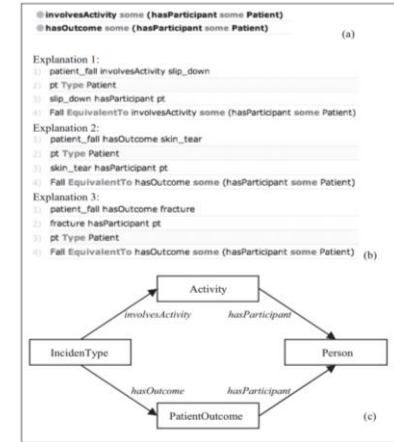 involvesActivity some (hasParticipant some Patient)
hasOutcome some (hasParticipant some Patient)
(a)
Explanation 1:
1) patient_fall involvesActivity slip_down
2) pt Type Patient
3) slip_down hasParticipant pt
4) Fall EquivalentTo involvesActivity some (hasParticipant some Patient)
Explanation 2:
1) patient_fall hasOutcome skin_tear
2) pt Type Patient
3) skin_tear hasParticipant pt
4) Fall EquivalentTo hasOutcome some (hasParticipant some Patient)
Explanation 3:
1) patient_fall hasOutcome fracture
2) fracture hasParticipant pt
3) pt Type Patient
4) Fall EquivalentTo hasOutcome some (hasParticipant some Patient) (b)
Activity
involvesActivity hasParticipant
IncidenType Person
hasOutcome hasParticipant
PatientOutcome (c)